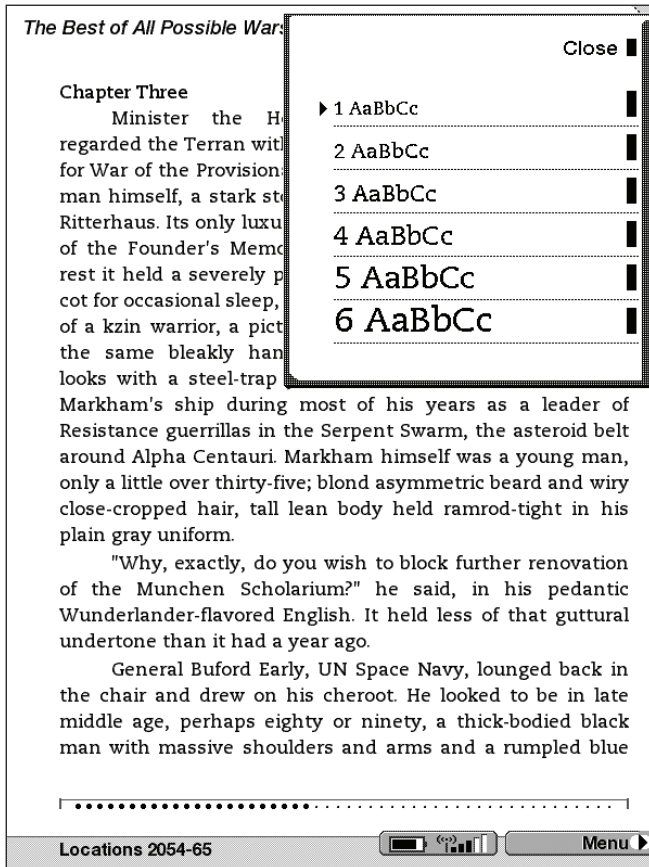 The Best of All Possible Wars
Close
1 AaBbCc
2 AaBbCc
3 AaBbCc
4 AaBbCc
5 AaBbCc
6 AaBbCc
Chapter Three
Minister the
regarded the Terran
for War of the
man himself, a stark
Ritterhaus. Its only
of the Founder's
rest it held a severely
cot for occasional sleep,
of a kzin warrior, a
the same bleakly
looks with a steel-trap
Markham's ship during most of his years as a leader of
Resistance guerrillas in the Serpent Swarm, the asteroid belt
around Alpha Centauri. Markham himself was a young man,
only a little over thirty-five; blond asymmetric beard and wiry
close-cropped hair, tall lean body held ramrod-tight in his
plain gray uniform.
"Why, exactly, do you wish to block further renovation
of the Munchen Scholarium?" he said, in his pedantic
Wunderlander-flavored English. It held less of that guttural
undertone than it had a year ago.
General Buford Early, UN Space Navy, lounged back in
the chair and drew on his cheroot. He looked to be in late
middle age, perhaps eighty or ninety, a thick-bodied black
man with massive shoulders and arms and a rumpled blue
Locations 2054-65
Menu